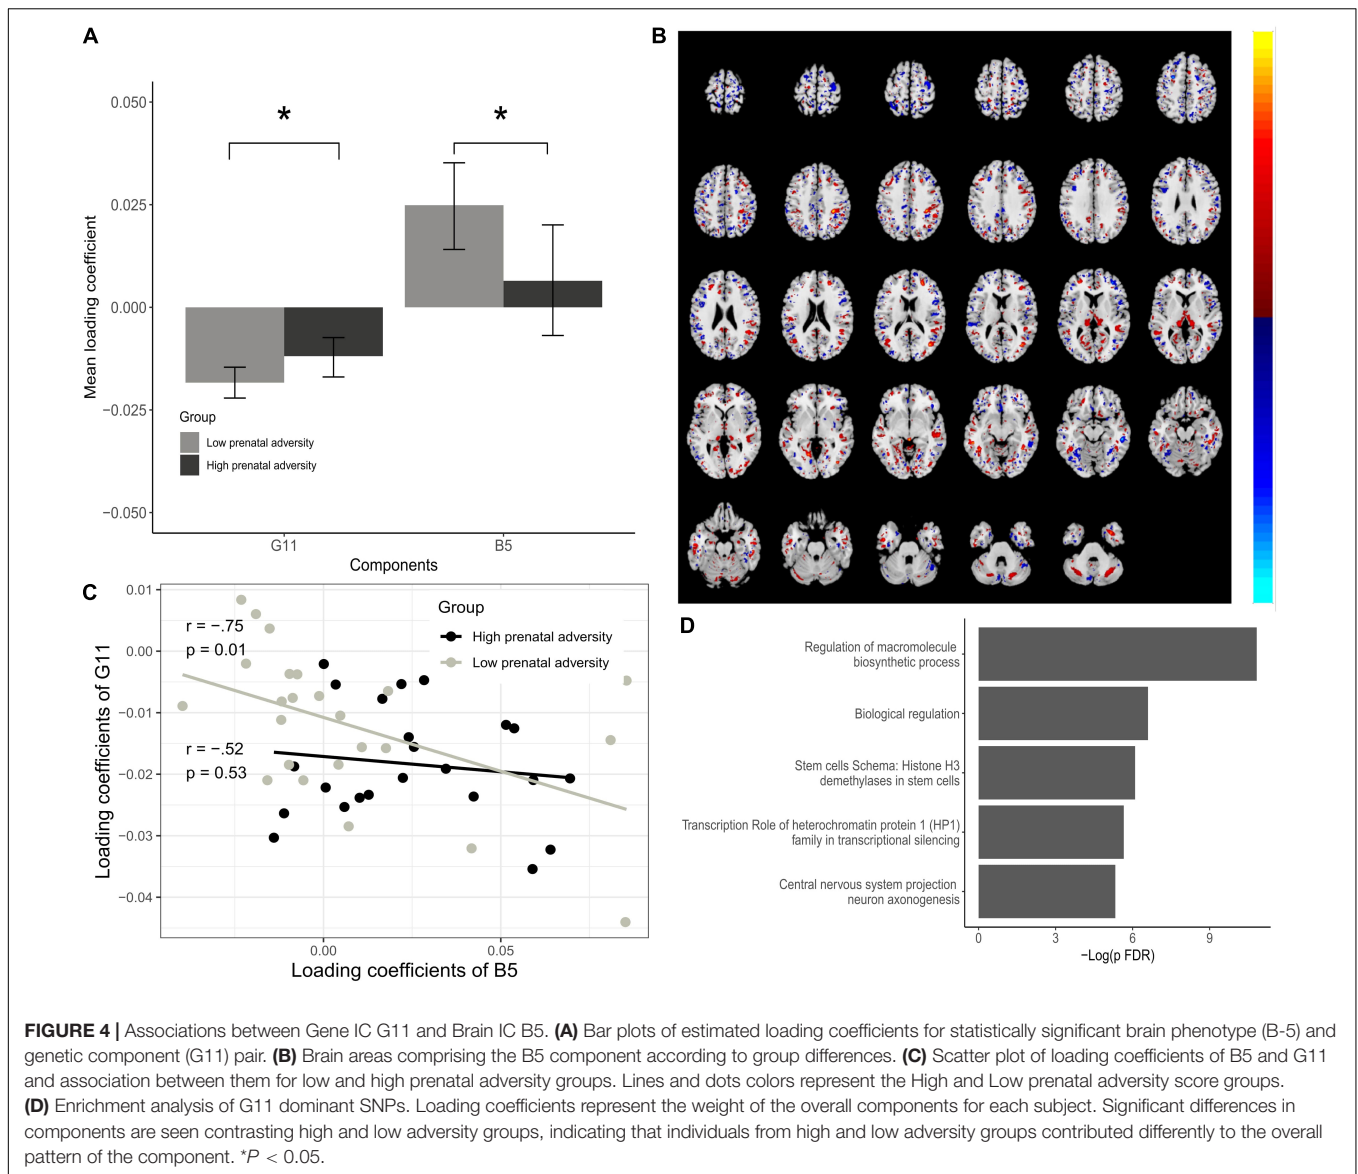 A
*
*
0.050
0.025
0.000
−0.025
−0.050
Mean loading coefficient
Group
Low prenatal adversity
High prenatal adversity
G11
B5
Components
B
C
0.01
0.00
−0.01
−0.02
−0.03
−0.04
Loading coefficients of G11
r = −.75
p = 0.01
r = −.52
p = 0.53
Group
High prenatal adversity
Low prenatal adversity
0.00
0.05
Loading coefficients of B5
D
Regulation of macromolecule
biosynthetic process
Biological regulation
Stem cells Schema: Histone H3
demethylases in stem cells
Transcription Role of heterochromatin protein 1 (HP1)
family in transcriptional silencing
Central nervous system projection
neuron axonogenesis
0
3
6
9
−Log(p FDR)
FIGURE 4 | Associations between Gene IC G11 and Brain IC B5. (A) Bar plots of estimated loading coefficients for statistically significant brain phenotype (B-5) and
genetic component (G11) pair. (B) Brain areas comprising the B5 component according to group differences. (C) Scatter plot of loading coefficients of B5 and G11
and association between them for low and high prenatal adversity groups. Lines and dots colors represent the High and Low prenatal adversity score groups.
(D) Enrichment analysis of G11 dominant SNPs. Loading coefficients represent the weight of the overall components for each subject. Significant differences in
components are seen contrasting high and low adversity groups, indicating that individuals from high and low adversity groups contributed differently to the overall
pattern of the component. *P < 0.05.